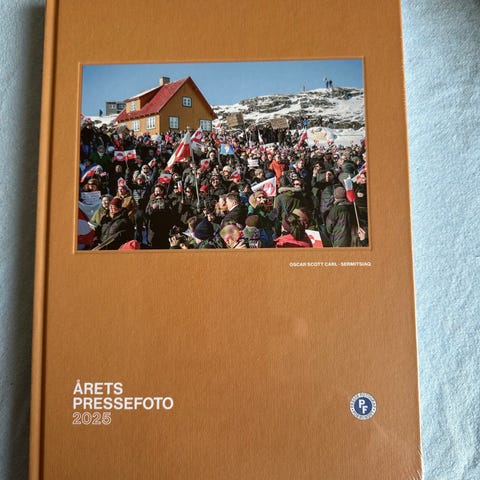 OSCAR SCOTT CARL · SERMITSIAQ
ÅRETS
PRESSEFOTO
2025
PF